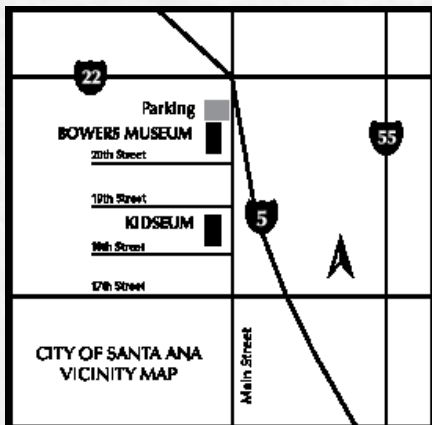 22
Parking
BOWERS MUSEUM
20th Street
55
19th Street
KIDSEUM
5
18th Street
17th Street
CITY OF SANTA ANA
VICINITY MAP
Main Street